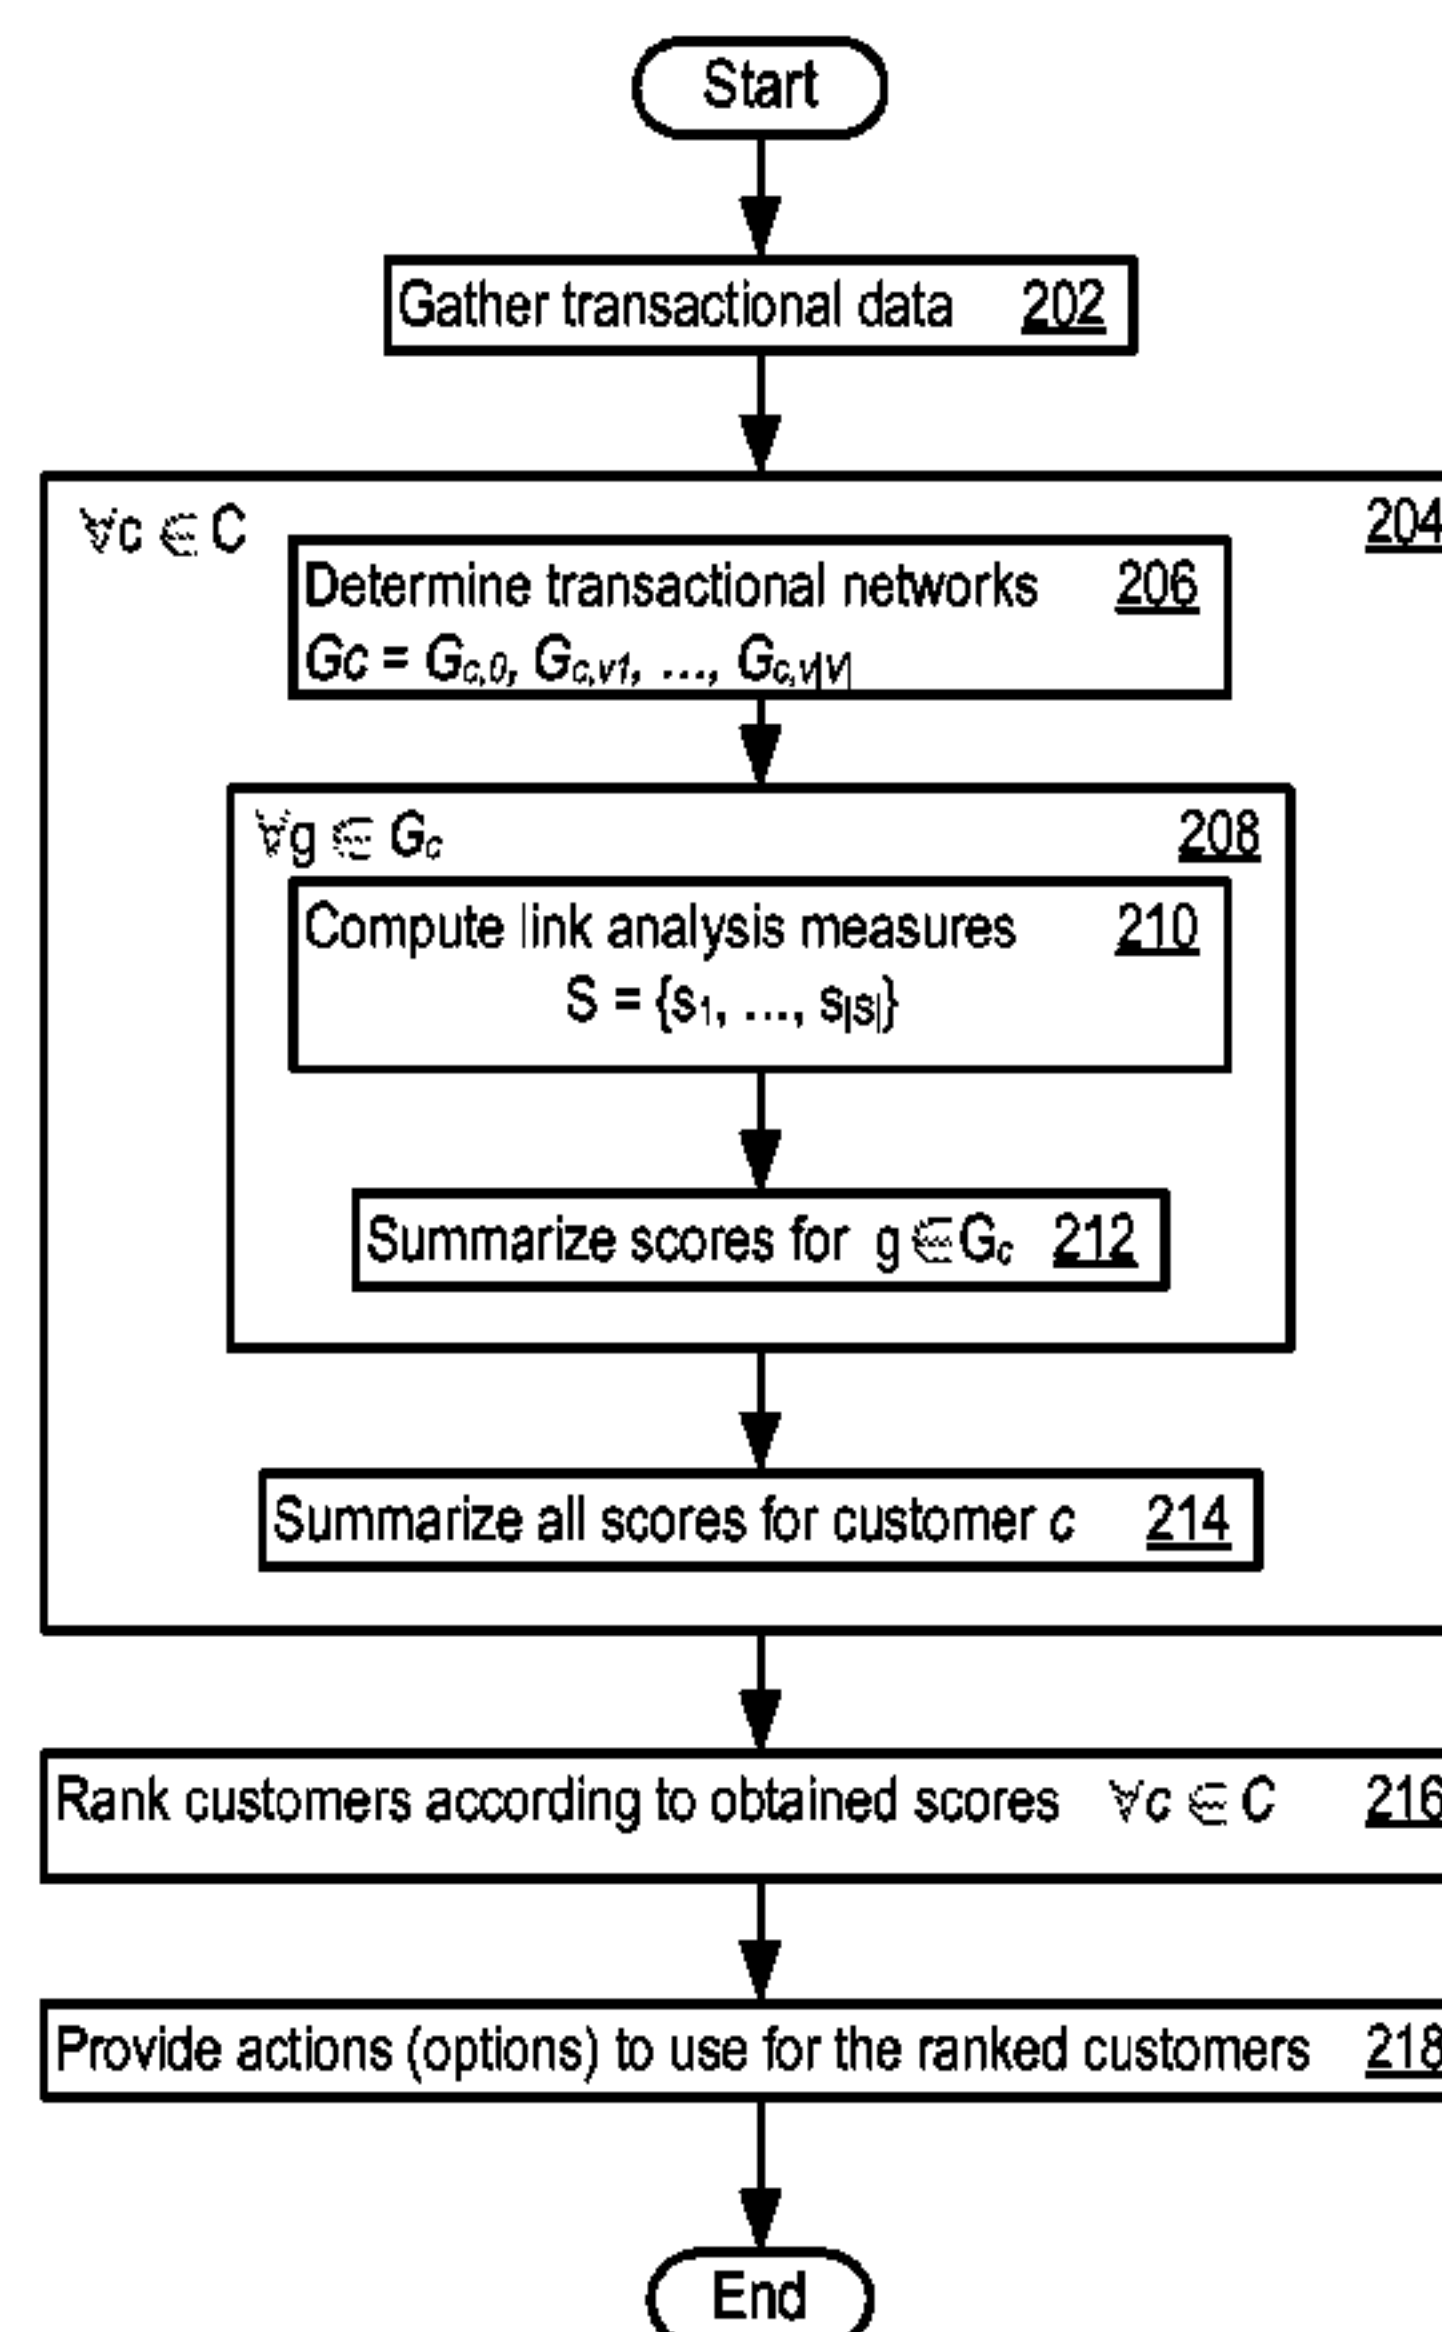 Start
Gather transactional data 202
∀c ∈ C 204
Determine transactional networks 206
Gc = Gc,0, Gc,v1, ..., Gc,v|v|
∀g ∈ Gc 208
Compute link analysis measures 210
S = {s1, ..., s|s|}
Summarize scores for g ∈ Gc 212
Summarize all scores for customer c 214
Rank customers according to obtained scores ∀c ∈ C 216
Provide actions (options) to use for the ranked customers 218
End